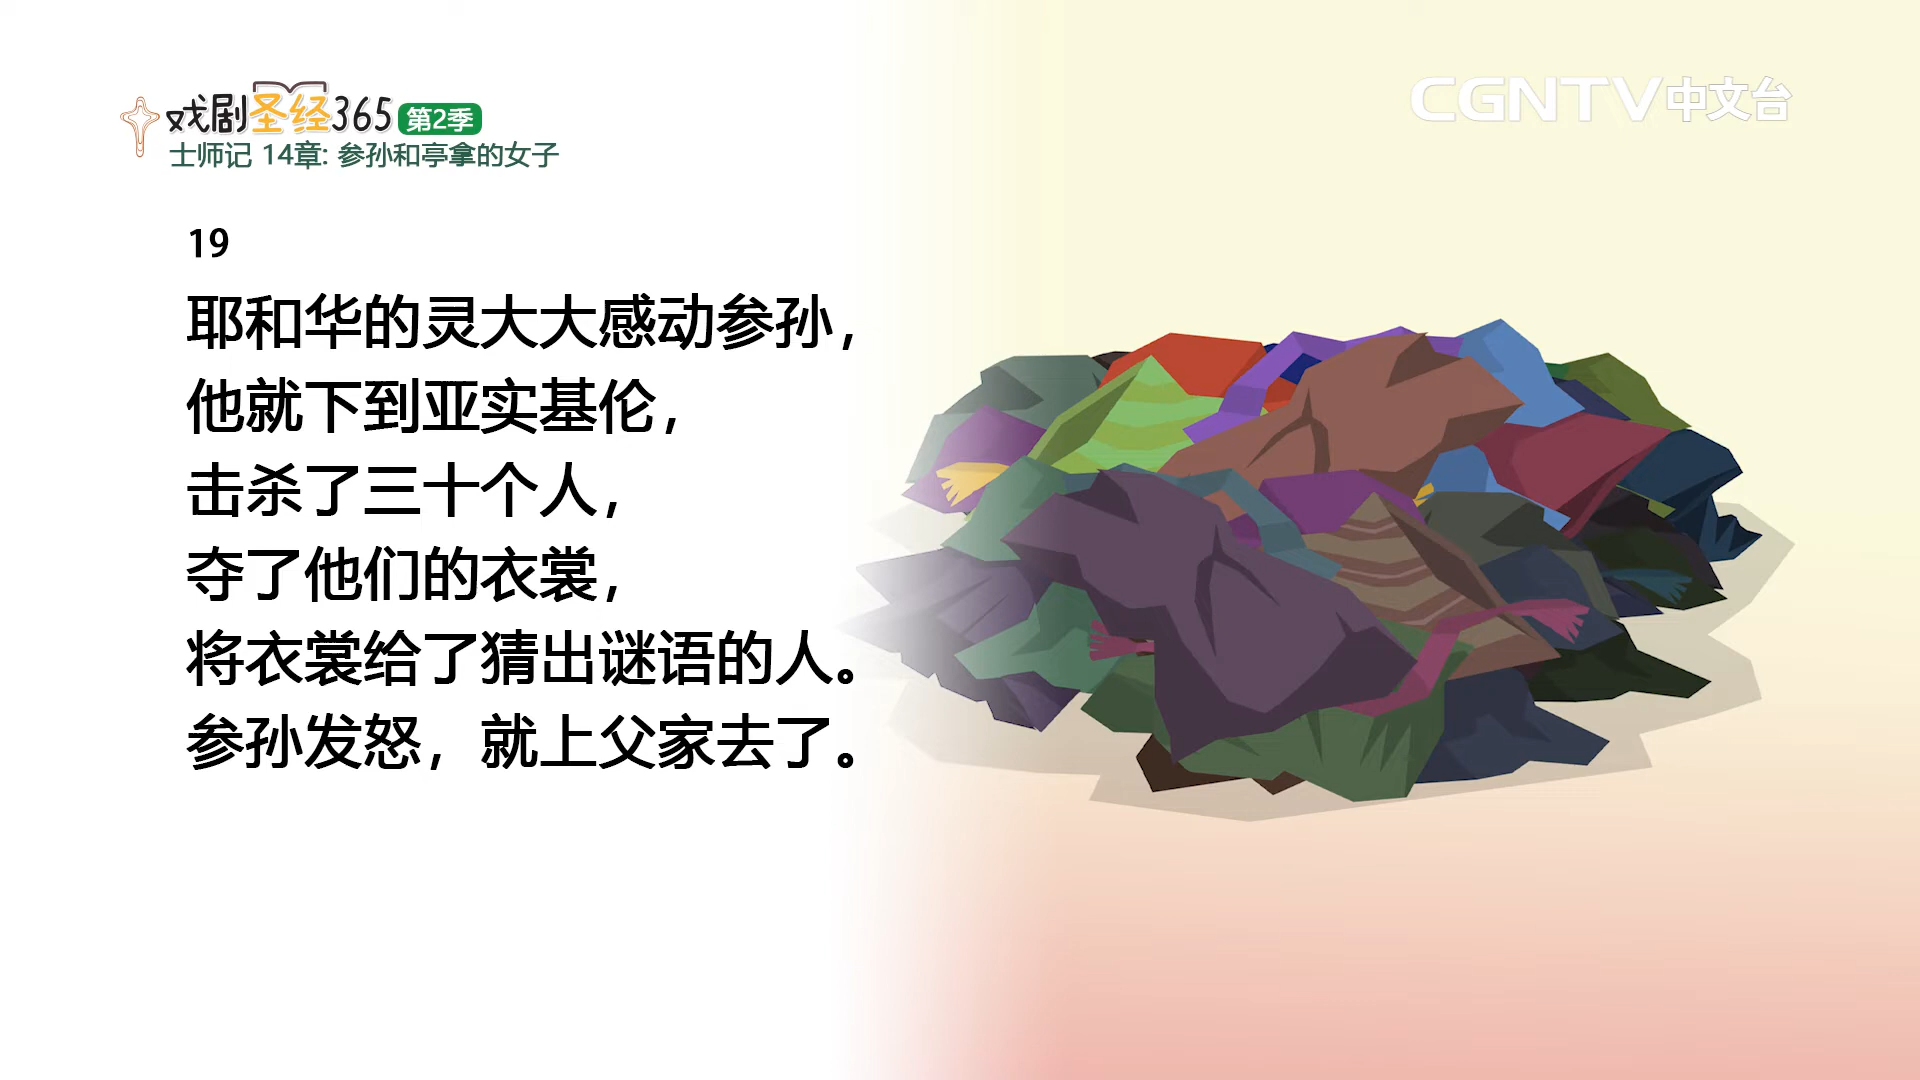 戏剧圣经365 第2季
CGNTV中文台
士师记 14章: 参孙和亭拿的女子
19
耶和华的灵大大感动参孙，
他就下到亚实基伦，
击杀了三十个人，
夺了他们的衣裳，
将衣裳给了猜出谜语的人。
参孙发怒，就上父家去了。